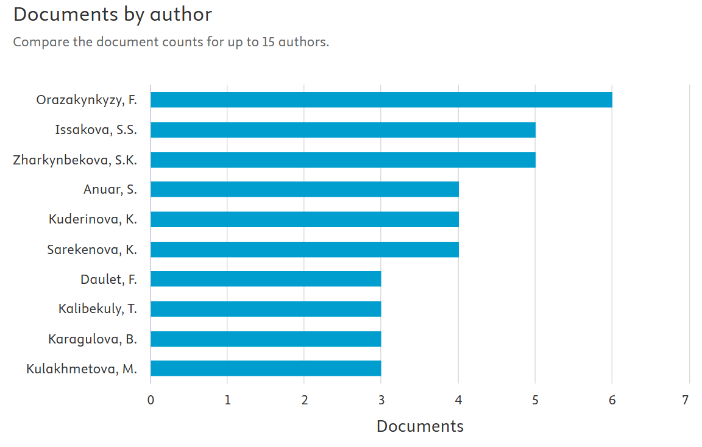 Documents by author
Compare the document counts for up to 15 authors.
Orazakynkyzy, F.
Issakova, S.S.
Zharkynbekova, S.K.
Anuar, S.
Kuderinova, K.
Sarekenova, K.
Daulet, F.
Kalibekuly, T.
Karagulova, B.
Kulakhmetova, M.
0 1 2 3 4 5 6 7
Documents